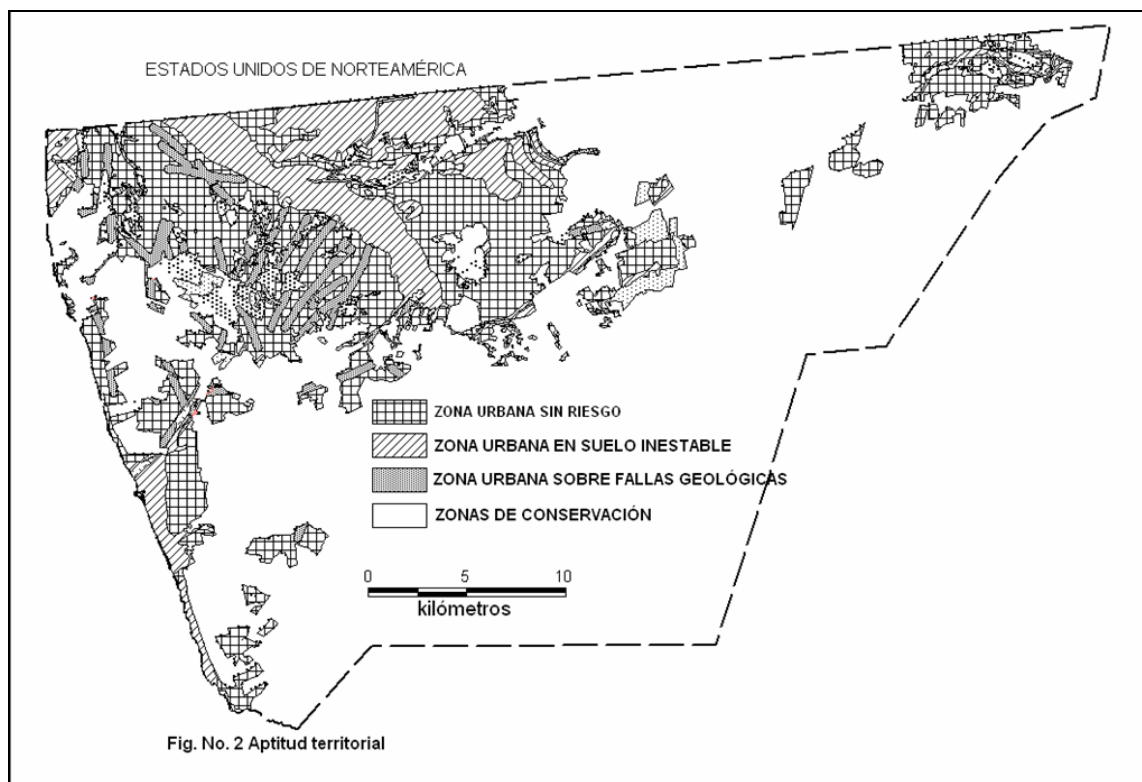 ESTADOS UNIDOS DE NORTEAMÉRICA
ZONA URBANA SIN RIESGO
ZONA URBANA EN SUELO INESTABLE
ZONA URBANA SOBRE FALLAS GEOLÓGICAS
ZONAS DE CONSERVACIÓN
0 5 10
kilómetros
Fig. No. 2 Aptitud territorial